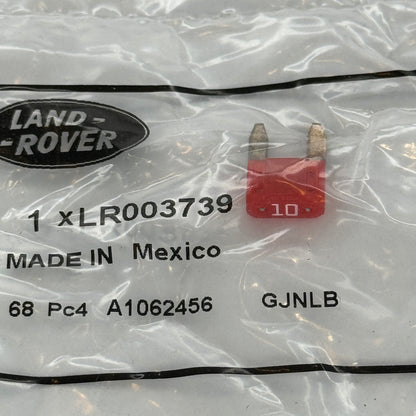 LAND-
-ROVER
1 xLR003739
10
MADE IN Mexico
68 Pc4 A1062456 GJNLB